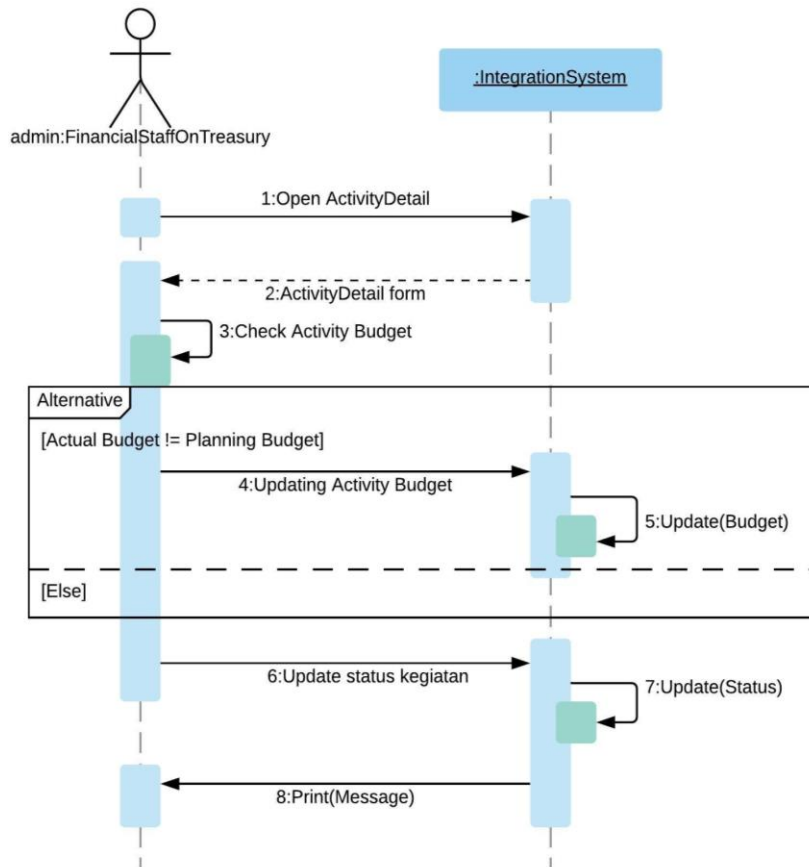 :IntegrationSystem
admin:FinancialStaffOnTreasury
1:Open ActivityDetail
2:ActivityDetail form
3:Check Activity Budget
Alternative
[Actual Budget != Planning Budget]
4:Updating Activity Budget
5:Update(Budget)
[Else]
6:Update status kegiatan
7:Update(Status)
8:Print(Message)